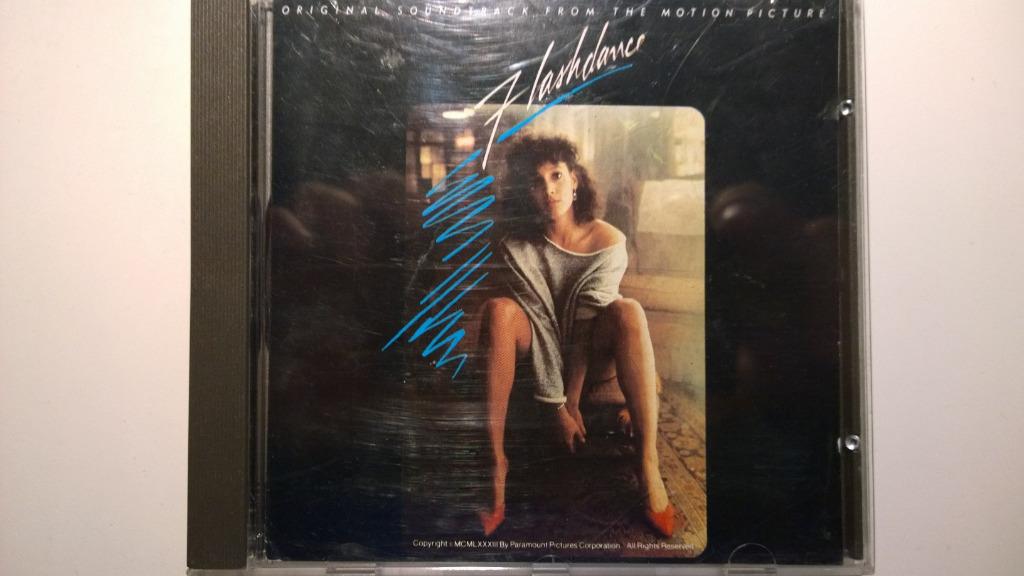 ORIGINAL SOUNDTRACK FROM THE MOTION PICTURE
Flashdance
Copyright © MCMLXXXIII By Paramount Pictures Corporation. All Rights Reserved.